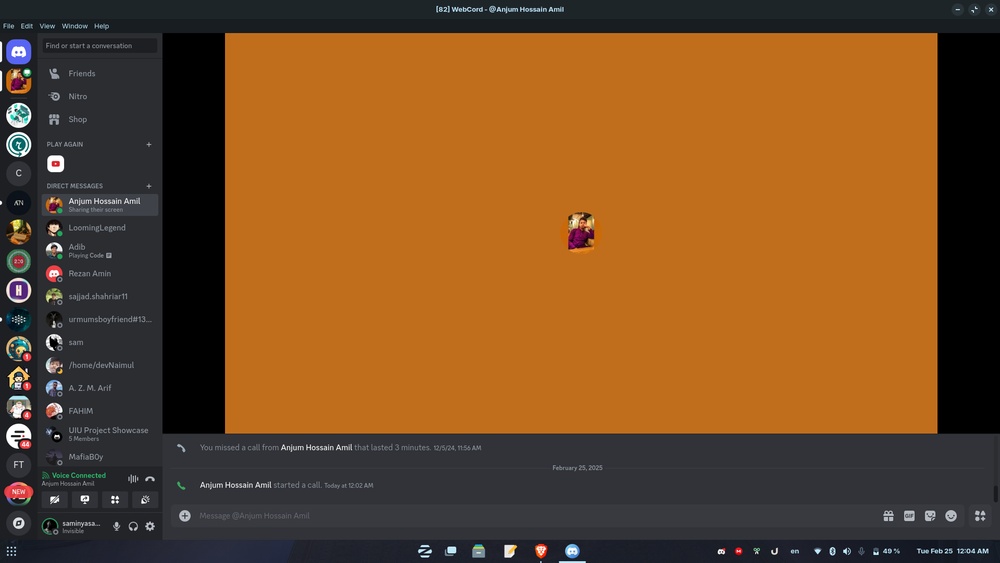 [82] WebCord - @Anjum Hossain Amil
File Edit View Window Help
Find or start a conversation
Friends
Nitro
Shop
PLAY AGAIN
DIRECT MESSAGES
Anjum Hossain Amil
Sharing their screen
LoomingLegend
Adib
Playing Code
Rezan Amin
sajjad.shahriar11
urmumsboyfriend#13...
sam
/home/devNaimul
A. Z. M. Arif
FAHIM
UIU Project Showcase
5 Members
MafiaB0y
Voice Connected
Anjum Hossain Amil
saminyasa...
Invisible
C
FT
NEW
1
1
4
44
You missed a call from Anjum Hossain Amil that lasted 3 minutes. 12/5/24, 11:56 AM
February 25, 2025
Anjum Hossain Amil started a call. Today at 12:02 AM
Message @Anjum Hossain Amil
GIF
en
49 %
Tue Feb 25 12:04 AM